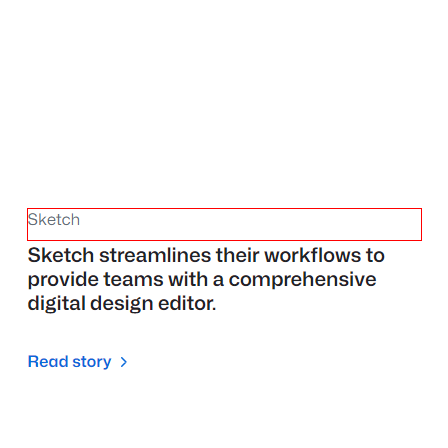 Sketch
Sketch streamlines their workflows to
provide teams with a comprehensive
digital design editor.
Read story